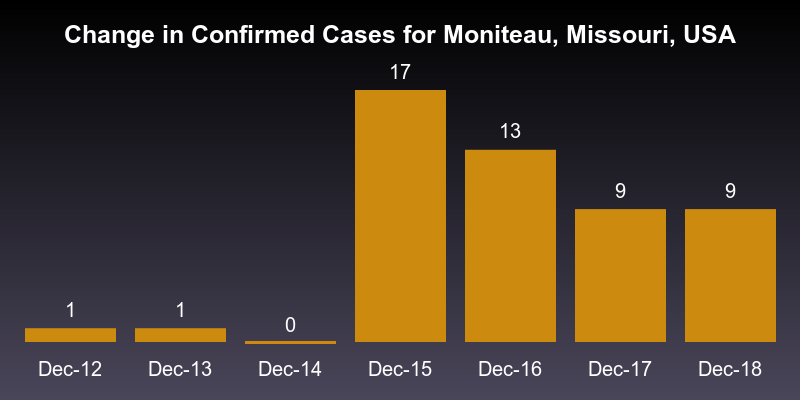 Change in Confirmed Cases for Moniteau, Missouri, USA
17
13
9 9
1 1
0
Dec-12 Dec-13 Dec-14 Dec-15 Dec-16 Dec-17 Dec-18